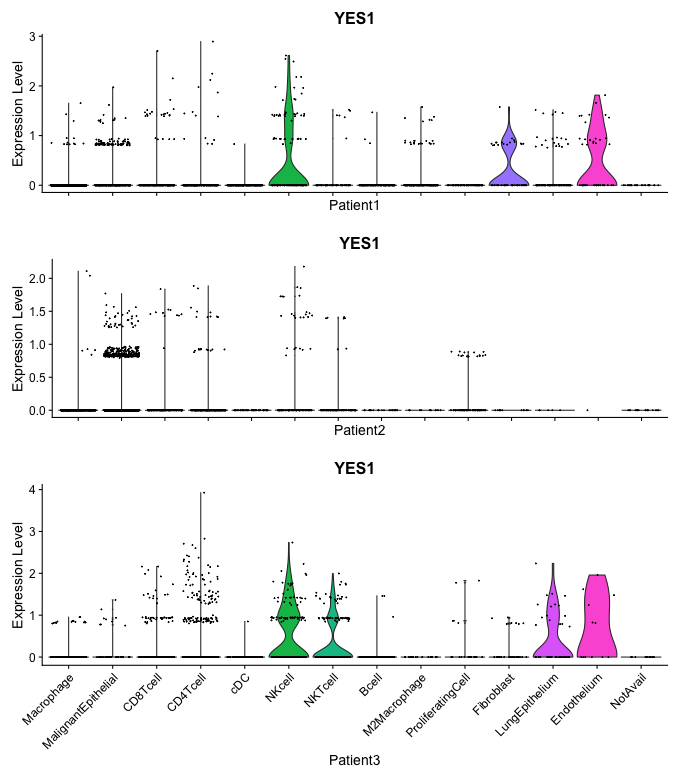 YES1
Expression Level
3
2
1
0
Patient1
YES1
Expression Level
2.0
1.5
1.0
0.5
0.0
Patient2
YES1
Expression Level
4
3
2
1
0
Macrophage
MalignantEpithelial
CD8Tcell
CD4Tcell
cDC
NKcell
NKTcell
Bcell
M2Macrophage
ProliferatingCell
Fibroblast
LungEpithelium
Endothelium
NotAvail
Patient3